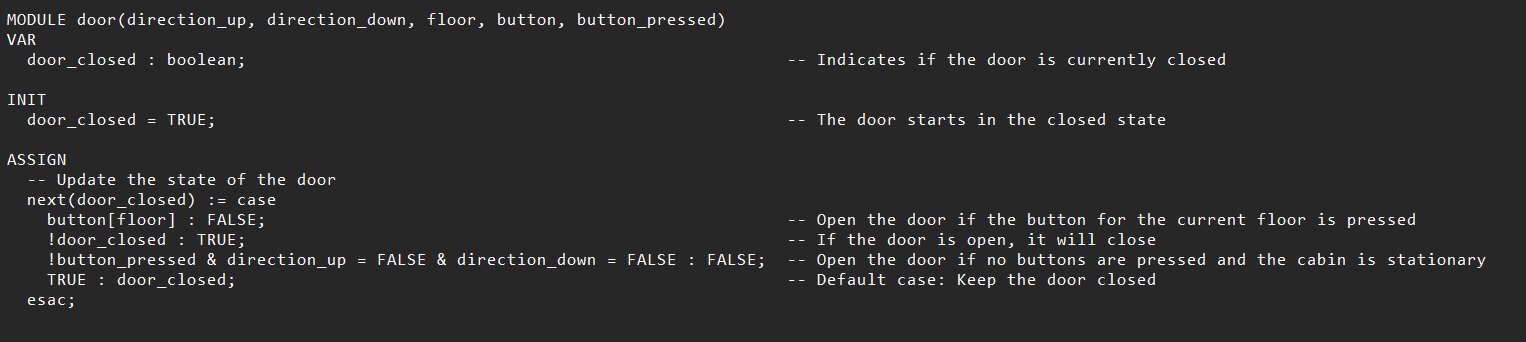 MODULE door(direction_up, direction_down, floor, button, button_pressed)
VAR
  door_closed : boolean;                                                      -- Indicates if the door is currently closed

INIT
  door_closed = TRUE;                                                         -- The door starts in the closed state

ASSIGN
  -- Update the state of the door
  next(door_closed) := case
    button[floor] : FALSE;                                                    -- Open the door if the button for the current floor is pressed
    !door_closed : TRUE;                                                      -- If the door is open, it will close
    !button_pressed & direction_up = FALSE & direction_down = FALSE : FALSE;  -- Open the door if no buttons are pressed and the cabin is stationary
    TRUE : door_closed;                                                       -- Default case: Keep the door closed
  esac;